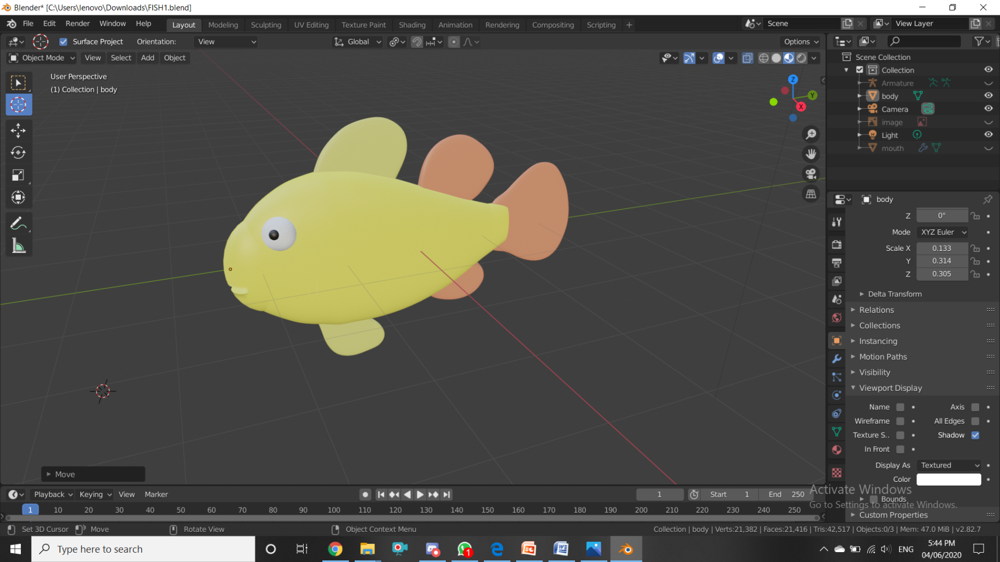 Blender* [C:\Users\lenovo\Downloads\FISH1.blend]
File Edit Render Window Help Layout Modeling Sculpting UV Editing Texture Paint Shading Animation Rendering Compositing Scripting + Scene View Layer
Surface Project Orientation: View Global Options
Object Mode View Select Add Object
User Perspective
(1) Collection | body
Z
Y
X
Scene Collection
Collection
Armature
body
Camera
image
Light
mouth
body
Z 0°
Mode XYZ Euler
Scale X 0.133
Y 0.314
Z 0.305
Delta Transform
Relations
Collections
Instancing
Motion Paths
Visibility
Viewport Display
Name Axis
Wireframe All Edges
Texture S.. Shadow
In Front
Display As Textured
Color
Bounds
Custom Properties
Activate Windows
Go to Settings to activate Windows.
Move
Playback Keying View Marker 1 Start 1 End 250
1 10 20 30 40 50 60 70 80 90 100 110 120 130 140 150 160 170 180 190 200 210 220 230 240 250
Set 3D Cursor Move Rotate View Object Context Menu Collection | body | Verts:21,382 | Faces:21,416 | Tris:42,517 | Objects:0/3 | Mem: 47.0 MiB | v2.82.7
Type here to search 1 ENG 5:44 PM
04/06/2020